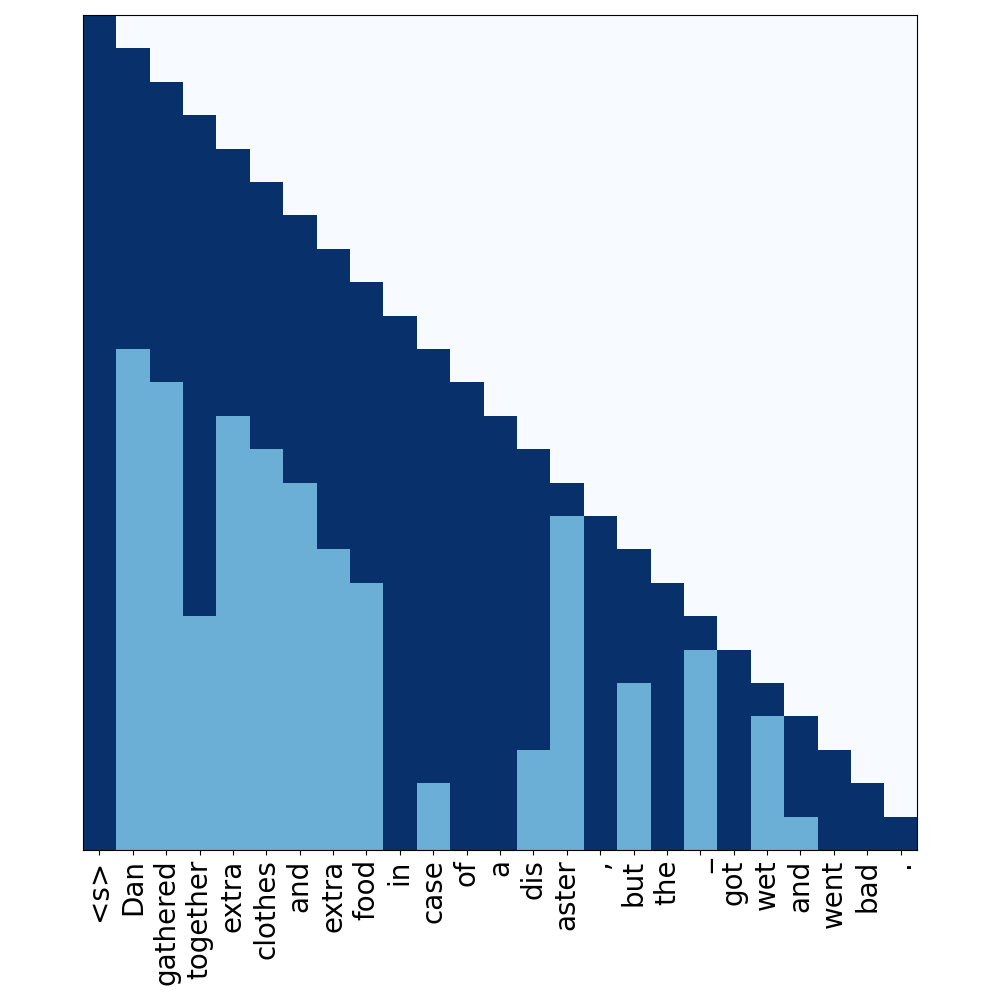 <s> Dan gathered together extra clothes and extra food in case of a dis aster , but the _ got wet and went bad .